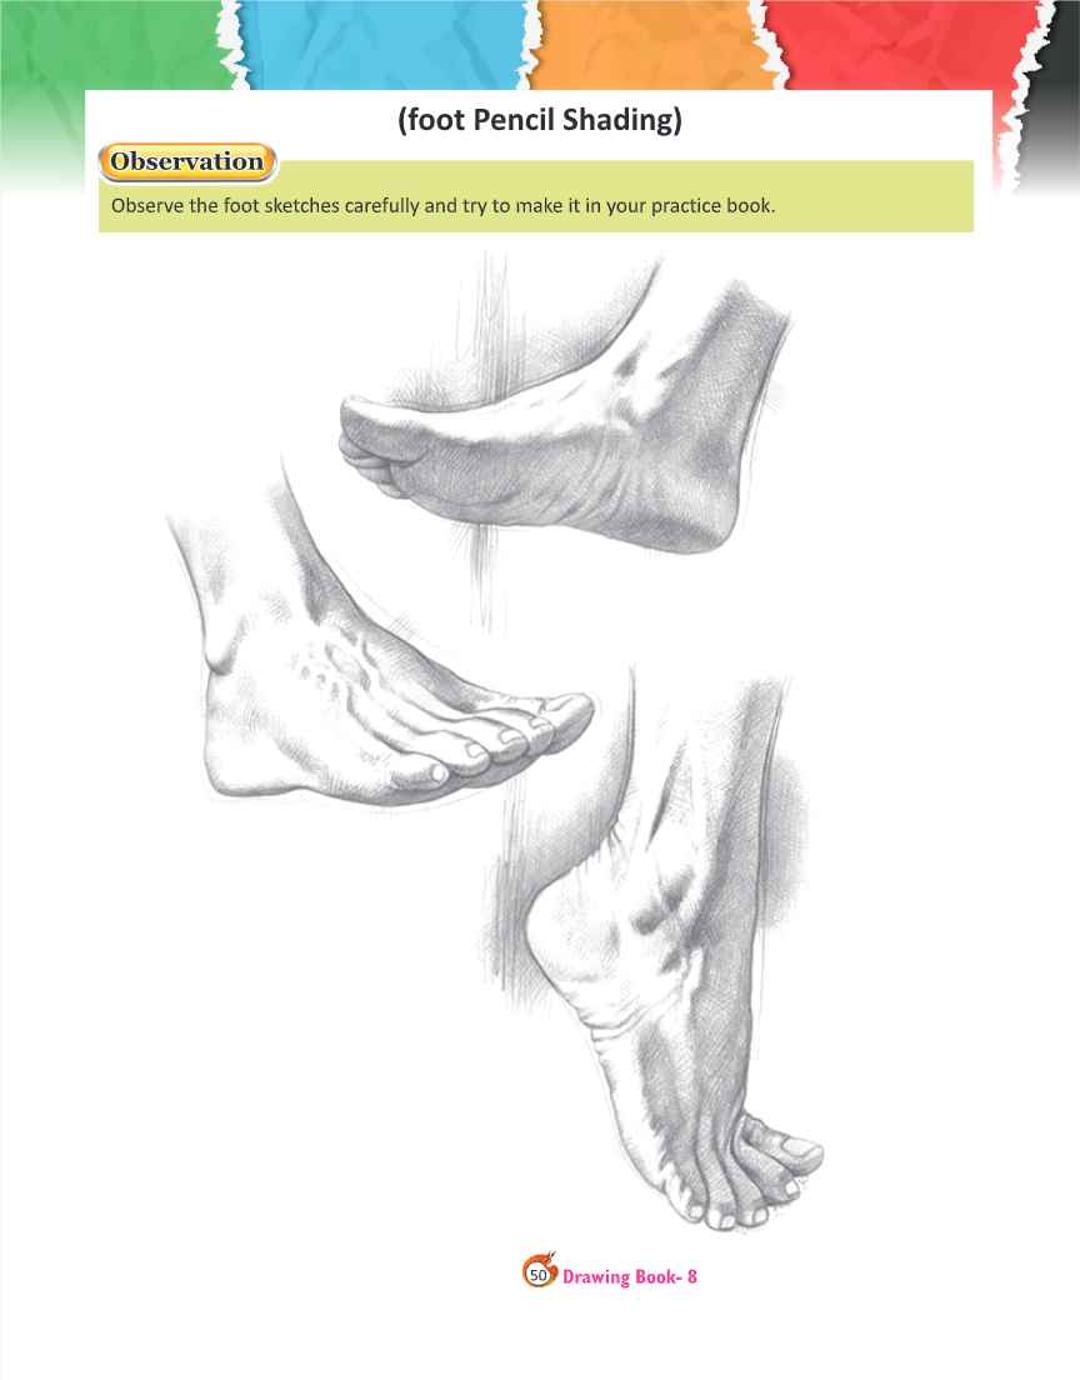 (foot Pencil Shading)
Observation
Observe the foot sketches carefully and try to make it in your practice book.
50 Drawing Book- 8